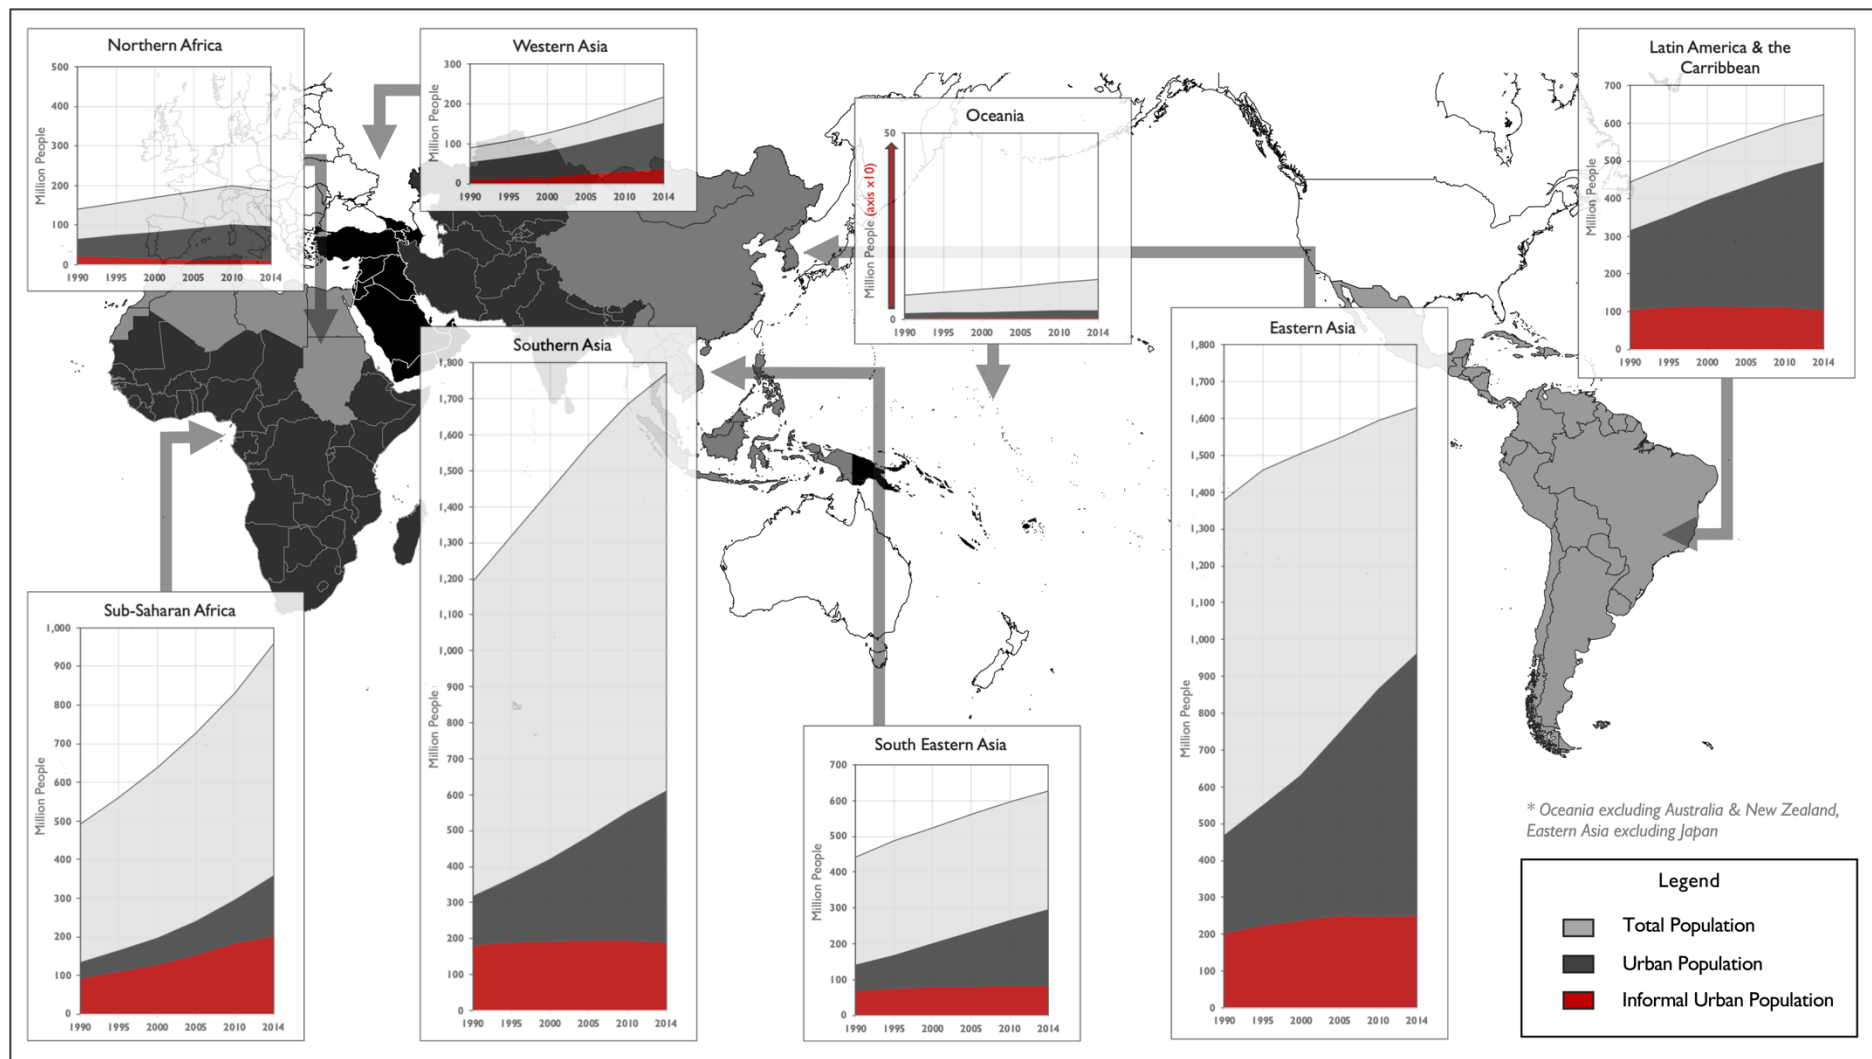 Northern Africa
Million People
500
400
300
200
100
0
1990 1995 2000 2005 2010 2014
Western Asia
Million People
300
200
100
0
1990 1995 2000 2005 2010 2014
Oceania
Million People (axis x10)
50
0
1990 1995 2000 2005 2010 2014
Latin America & the
Carribbean
Million People
700
600
500
400
300
200
100
0
1990 1995 2000 2005 2010 2014
Sub-Saharan Africa
Million People
1,000
900
800
700
600
500
400
300
200
100
0
1990 1995 2000 2005 2010 2014
Southern Asia
Million People
1,800
1,700
1,600
1,500
1,400
1,300
1,200
1,100
1,000
900
800
700
600
500
400
300
200
100
0
1990 1995 2000 2005 2010 2014
South Eastern Asia
Million People
700
600
500
400
300
200
100
0
1990 1995 2000 2005 2010 2014
Eastern Asia
Million People
1,800
1,700
1,600
1,500
1,400
1,300
1,200
1,100
1,000
900
800
700
600
500
400
300
200
100
0
1990 1995 2000 2005 2010 2014
* Oceania excluding Australia & New Zealand,
Eastern Asia excluding Japan
Legend
Total Population
Urban Population
Informal Urban Population